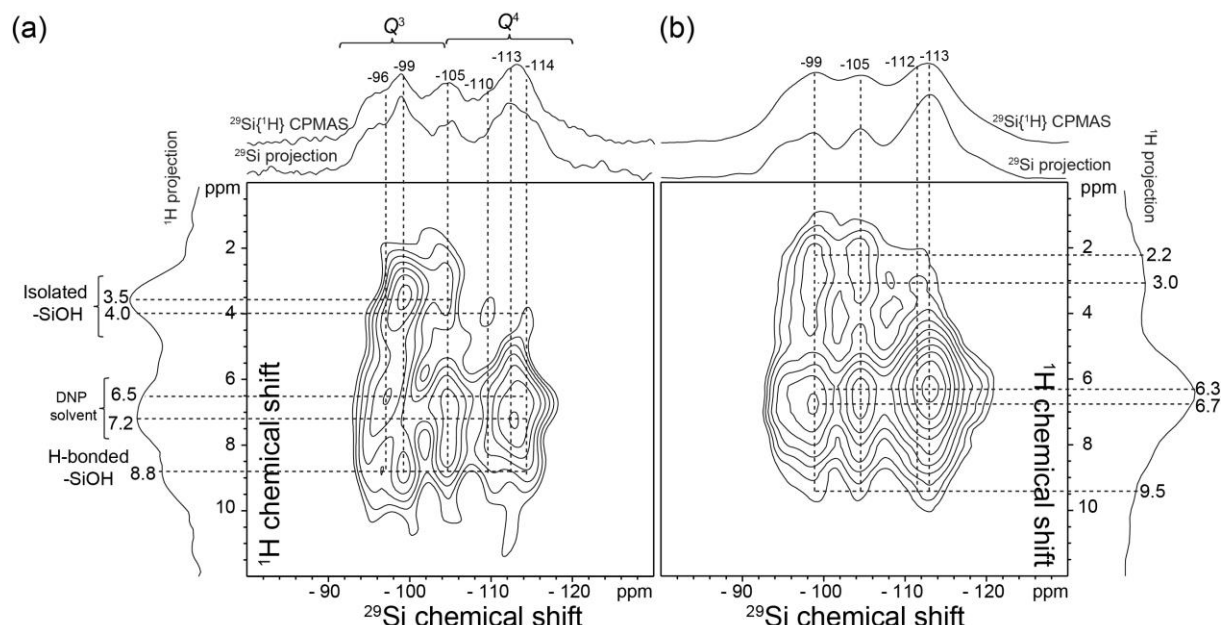 (a)
Q³
Q⁴
-96
-99
-105
-110
-113
-114
²⁹Si{¹H} CPMAS
²⁹Si projection
¹H projection
ppm
2
4
6
8
10
Isolated
-SiOH
3.5
4.0
DNP
solvent
6.5
7.2
H-bonded
-SiOH
8.8
¹H chemical shift
- 90
- 100
- 110
- 120
ppm
²⁹Si chemical shift
(b)
-99
-105
-112
-113
²⁹Si{¹H} CPMAS
²⁹Si projection
¹H projection
ppm
2
4
6
8
10
2.2
3.0
6.3
6.7
9.5
¹H chemical shift
- 90
- 100
- 110
- 120
ppm
²⁹Si chemical shift